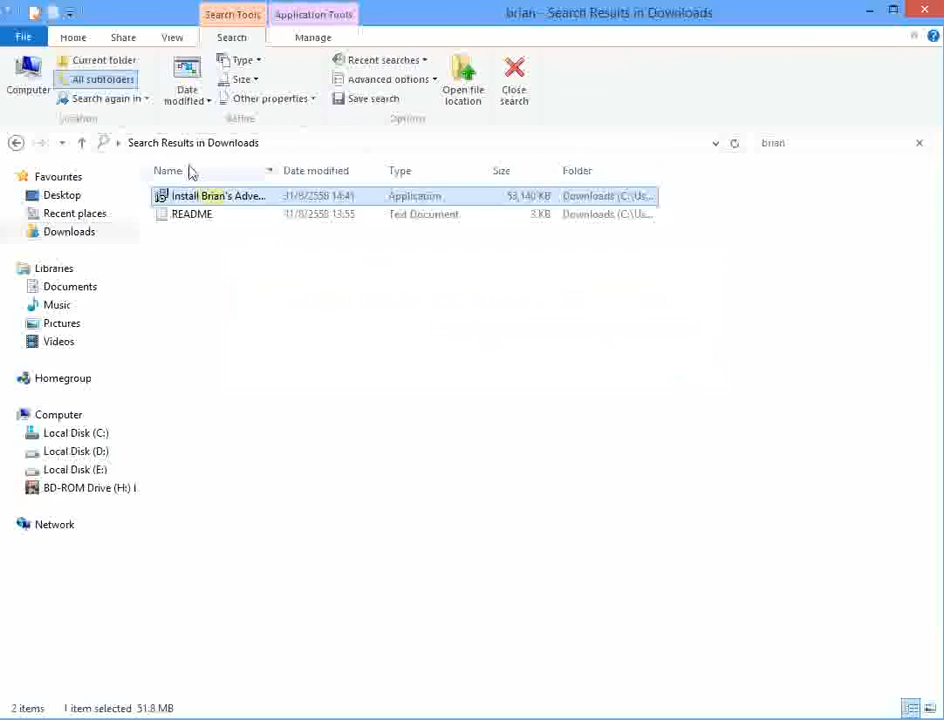 Search Tools
Application Tools
brian - Search Results in Downloads
File
Home
Share
View
Search
Manage
Computer
Current folder
All subfolders
Search again in
Location
Date modified
Type
Size
Other properties
Refine
Recent searches
Advanced options
Save search
Options
Open file location
Close search
Search Results in Downloads
brian
Name
Date modified
Type
Size
Folder
Install Brian's Adve... 31/8/2558 14:41 Application 53,140 KB Downloads (C:\Us...
README 11/8/2558 13:55 Text Document 3 KB Downloads (C:\Us...
Favourites
Desktop
Recent places
Downloads
Libraries
Documents
Music
Pictures
Videos
Homegroup
Computer
Local Disk (C:)
Local Disk (D:)
Local Disk (E:)
BD-ROM Drive (H:) I
Network
2 items 1 item selected 51.8 MB